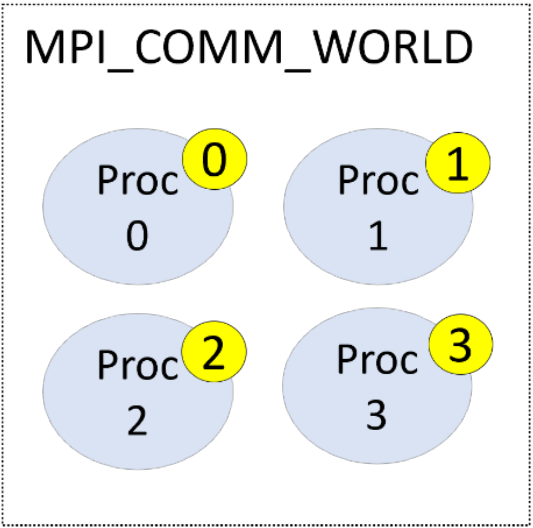 MPI_COMM_WORLD
Proc 0
0
Proc 1
1
Proc 2
2
Proc 3
3